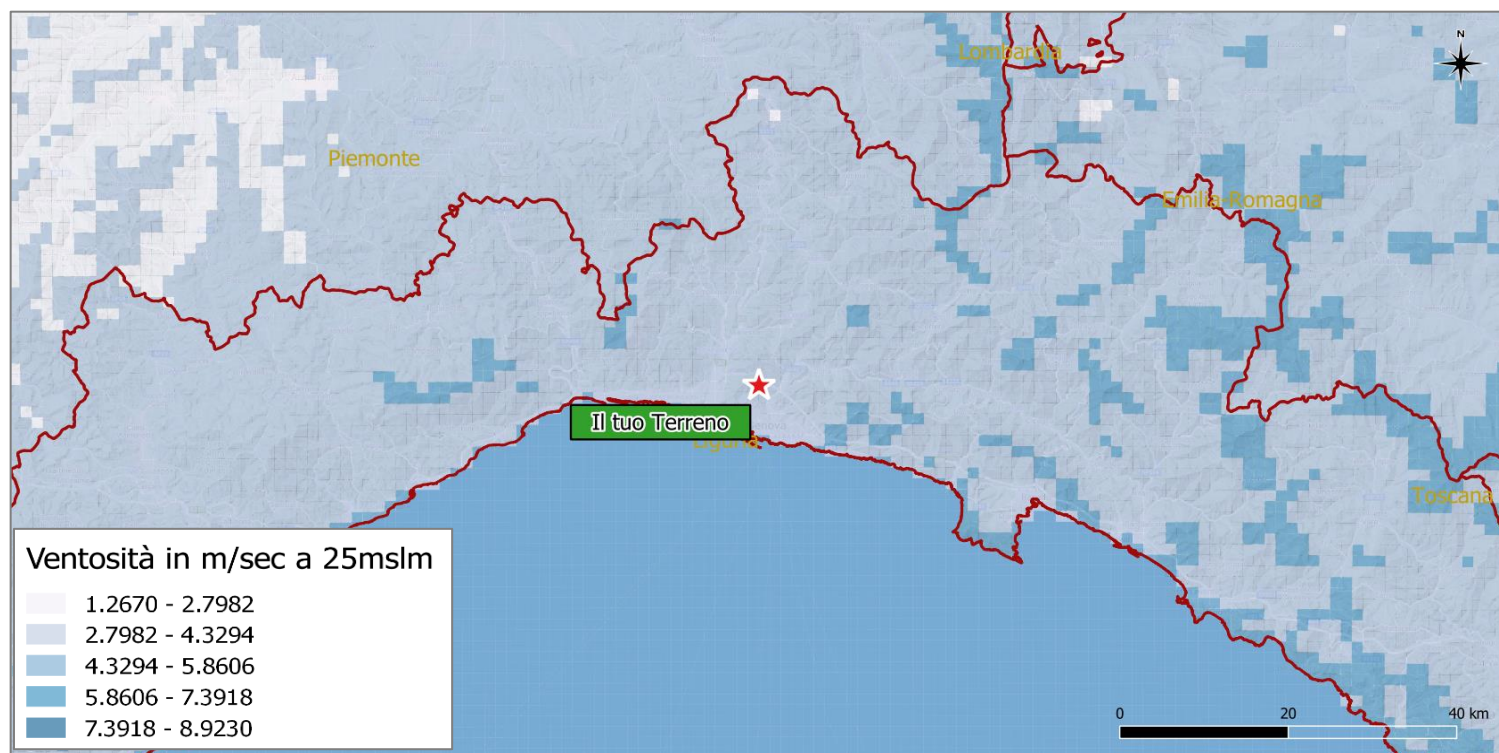 Lombardia
N
Piemonte
Emilia-Romagna
Il tuo Terreno
Liguria
Toscana
Ventosità in m/sec a 25mslm
1.2670 - 2.7982
2.7982 - 4.3294
4.3294 - 5.8606
5.8606 - 7.3918
7.3918 - 8.9230
0 20 40 km